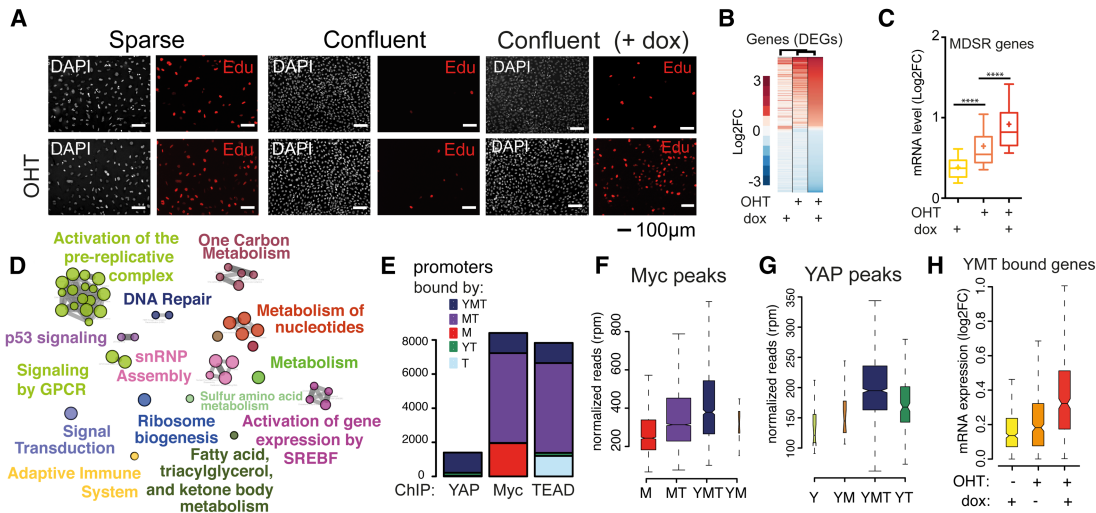 A
Sparse
Confluent
Confluent (+ dox)
DAPI
Edu
DAPI
Edu
DAPI
Edu
OHT
DAPI
Edu
DAPI
Edu
DAPI
Edu
100µm
B
Genes (DEGs)
3
0
-3
Log2FC
OHT + +
dox + +
C
MDSR genes
2
1
0
mRNA level (Log2FC)
****
****
OHT + +
dox + +
D
Activation of the
pre-replicative
complex
One Carbon
Metabolism
DNA Repair
p53 signaling
Metabolism of
nucleotides
snRNP
Assembly
Signaling
by GPCR
Metabolism
Sulfur amino acid
metabolism
Signal
Transduction
Ribosome
biogenesis
Activation of gene
expression by
SREBF
Adaptive Immune
System
Fatty acid,
triacylglycerol,
and ketone body
metabolism
E
promoters
bound by:
YMT
MT
M
YT
T
8000
6000
4000
2000
0
ChIP: YAP Myc TEAD
F
Myc peaks
normalized reads (rpm)
800
600
400
200
M MT YMT YM
G
YAP peaks
normalized reads (rpm)
350
300
250
200
150
100
Y YM YMT YT
H
YMT bound genes
mRNA expression (log2FC)
1.0
0.8
0.6
0.4
0.2
0.0
OHT: - + +
dox: + - +